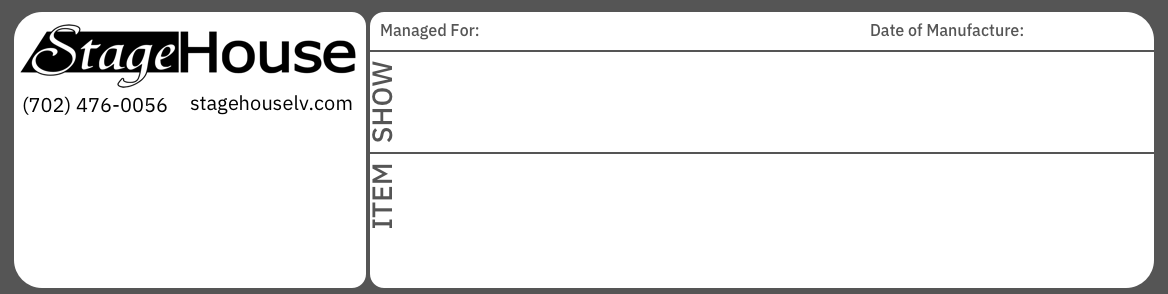 StageHouse
(702) 476-0056 stagehouselv.com
Managed For: Date of Manufacture:
SHOW
ITEM